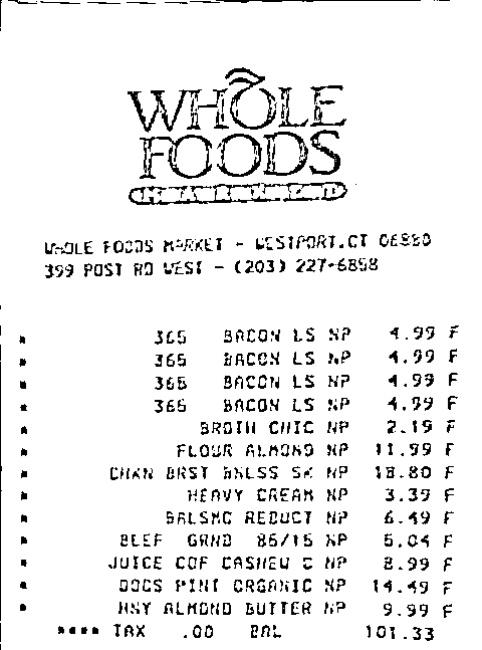 WHOLE
FOODS
MARKET
WHOLE FOODS MARKET - WESTPORT,CT 06880
399 POST RD WEST - (203) 227-6858
* 365 BACON LS NP 4.99 F
* 365 BACON LS NP 4.99 F
* 365 BACON LS NP 4.99 F
* 365 BACON LS NP 4.99 F
* BROTH CHIC NP 2.19 F
* FLOUR ALMOND NP 11.99 F
* CHKN BRST BNLSS SK NP 18.80 F
* HEAVY CREAM NP 3.39 F
* BALSMC REDUCT NP 6.49 F
* BEEF GRND 85/15 NP 5.04 F
* JUICE COF CASHEW C NP 8.99 F
* DOCS PINT ORGANIC NP 14.49 F
* HNY ALMOND BUTTER NP 9.99 F
**** TAX .00 BAL 101.33